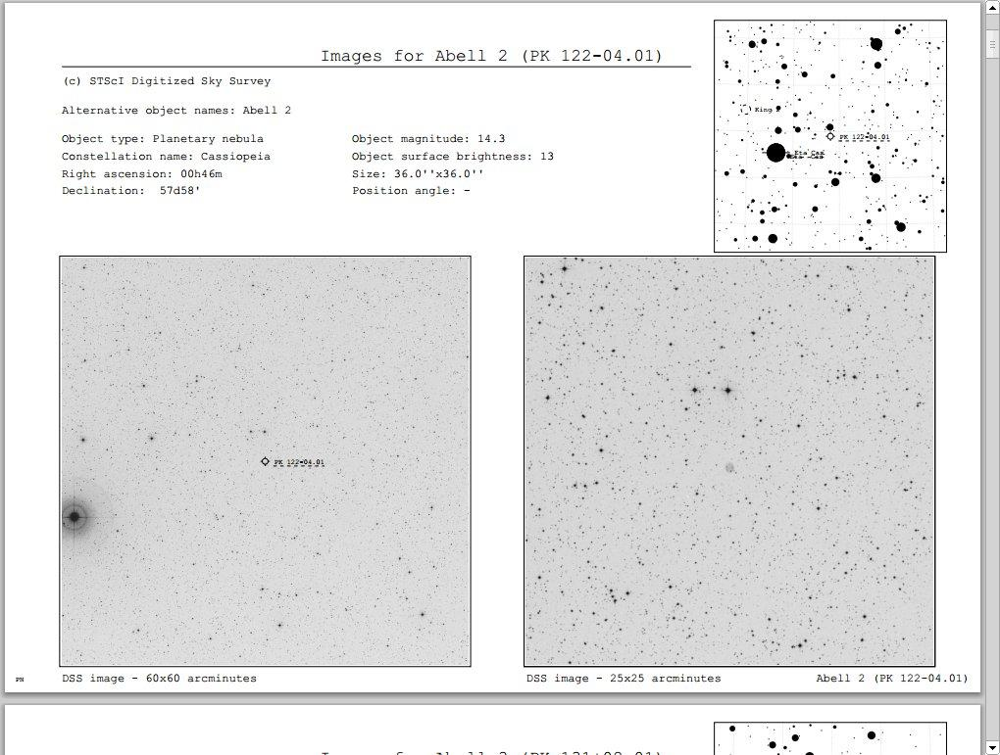 Images for Abell 2 (PK 122-04.01)
(c) STScI Digitized Sky Survey
Alternative object names: Abell 2
Object type: Planetary nebula
Constellation name: Cassiopeia
Right ascension: 00h46m
Declination: 57d58'
Object magnitude: 14.3
Object surface brightness: 13
Size: 36.0''x36.0''
Position angle: -
King
PK 122-04.01
Eta Cas
PK 122-04.01
PN
DSS image - 60x60 arcminutes
DSS image - 25x25 arcminutes
Abell 2 (PK 122-04.01)